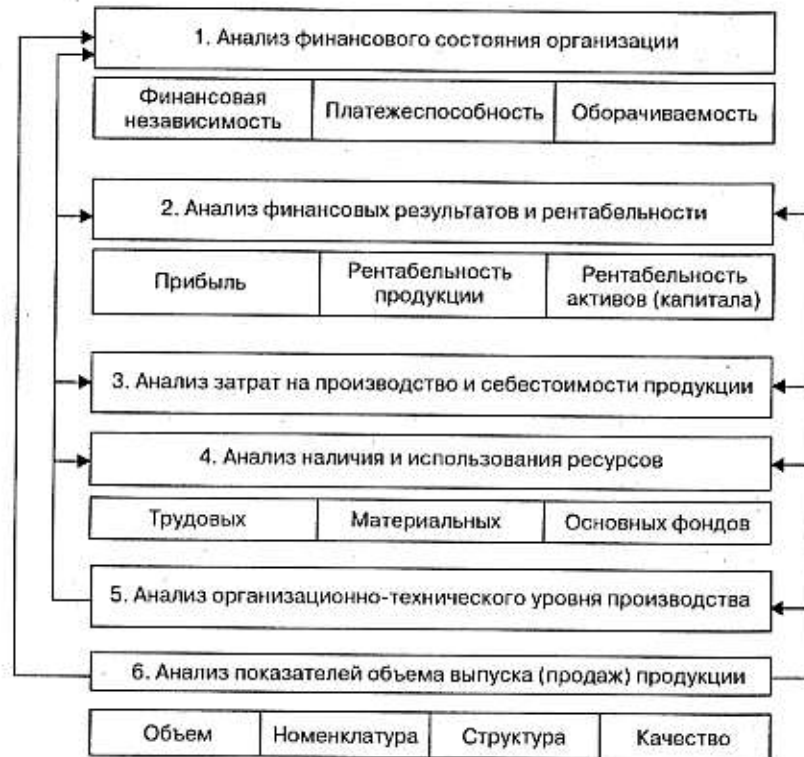 1. Анализ финансового состояния организации
Финансовая
независимость
Платежеспособность
Оборачиваемость
2. Анализ финансовых результатов и рентабельности
Прибыль
Рентабельность
продукции
Рентабельность
активов (капитала)
3. Анализ затрат на производство и себестоимости продукции
4. Анализ наличия и использования ресурсов
Трудовых
Материальных
Основных фондов
5. Анализ организационно-технического уровня производства
6. Анализ показателей объема выпуска (продаж) продукции
Объем
Номенклатура
Структура
Качество